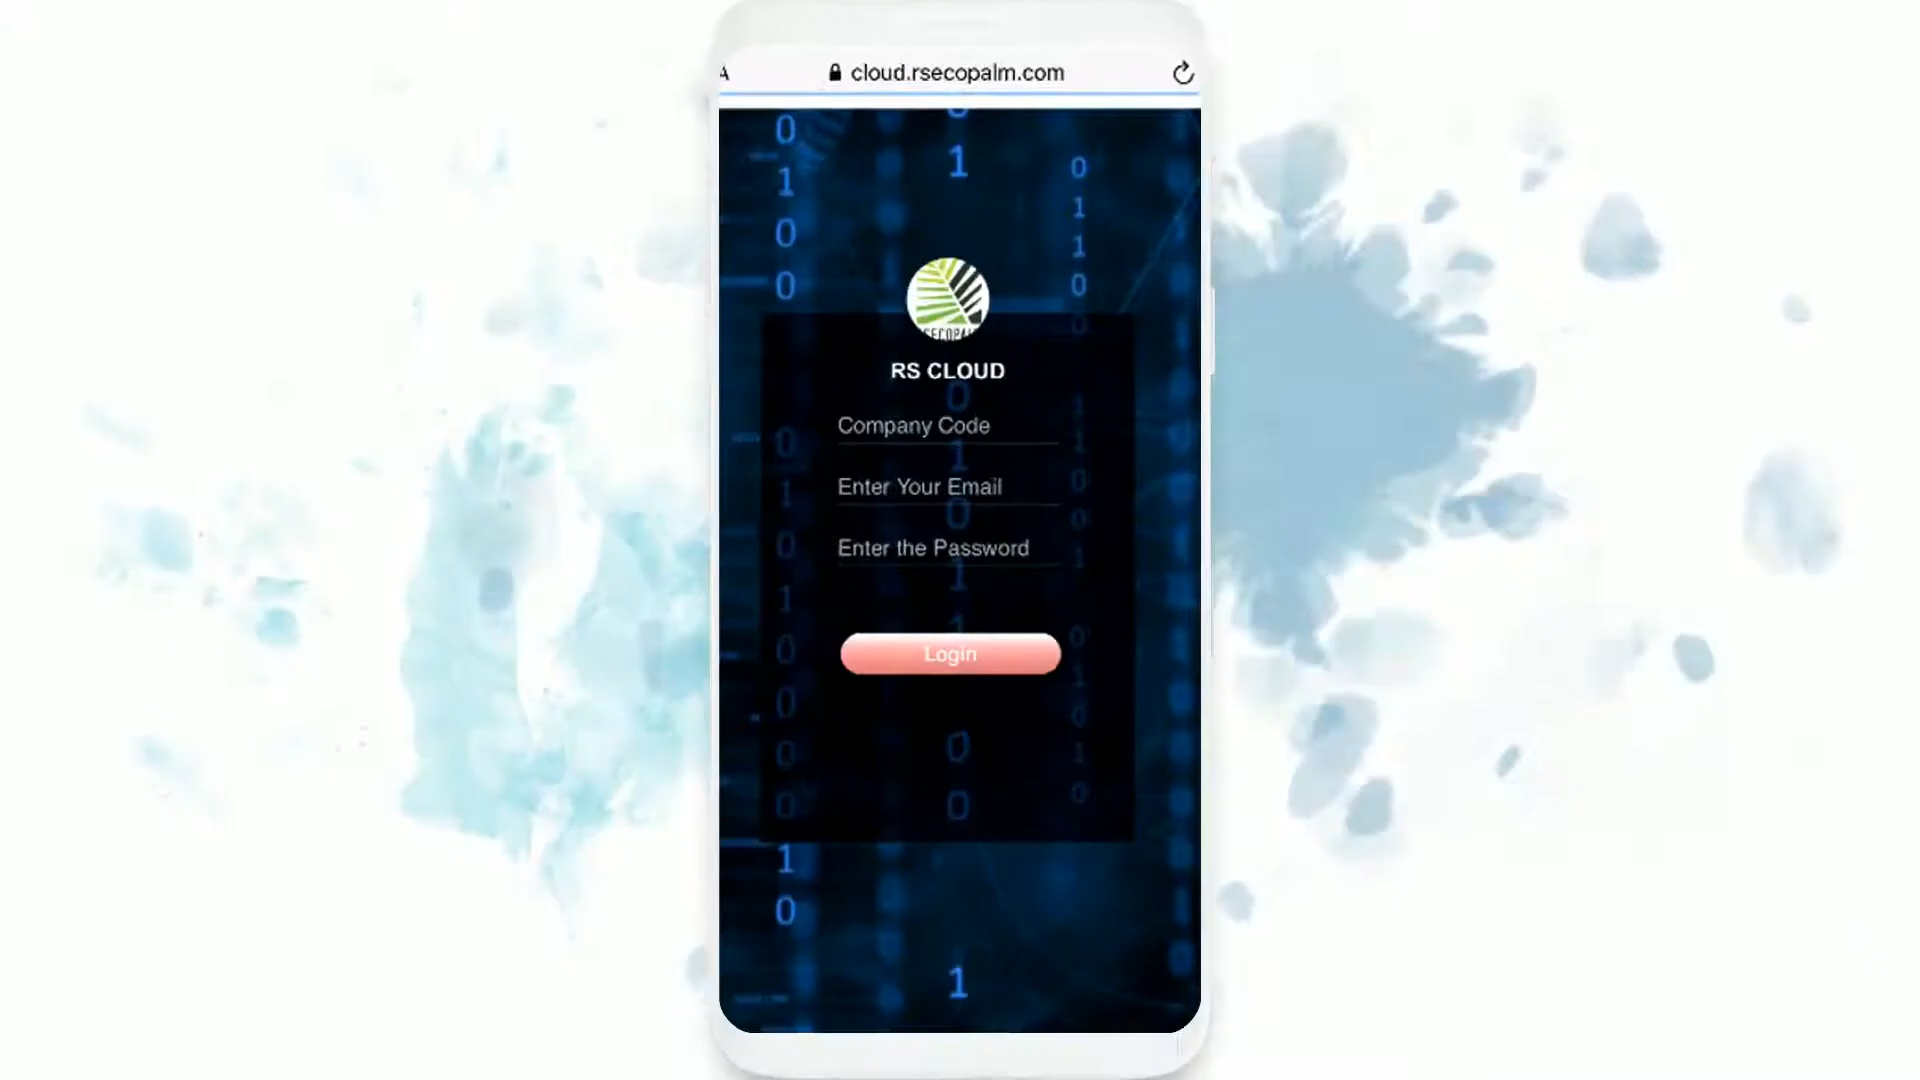 A
cloud.rsecopalm.com
RS CLOUD
Company Code
Enter Your Email
Enter the Password
Login